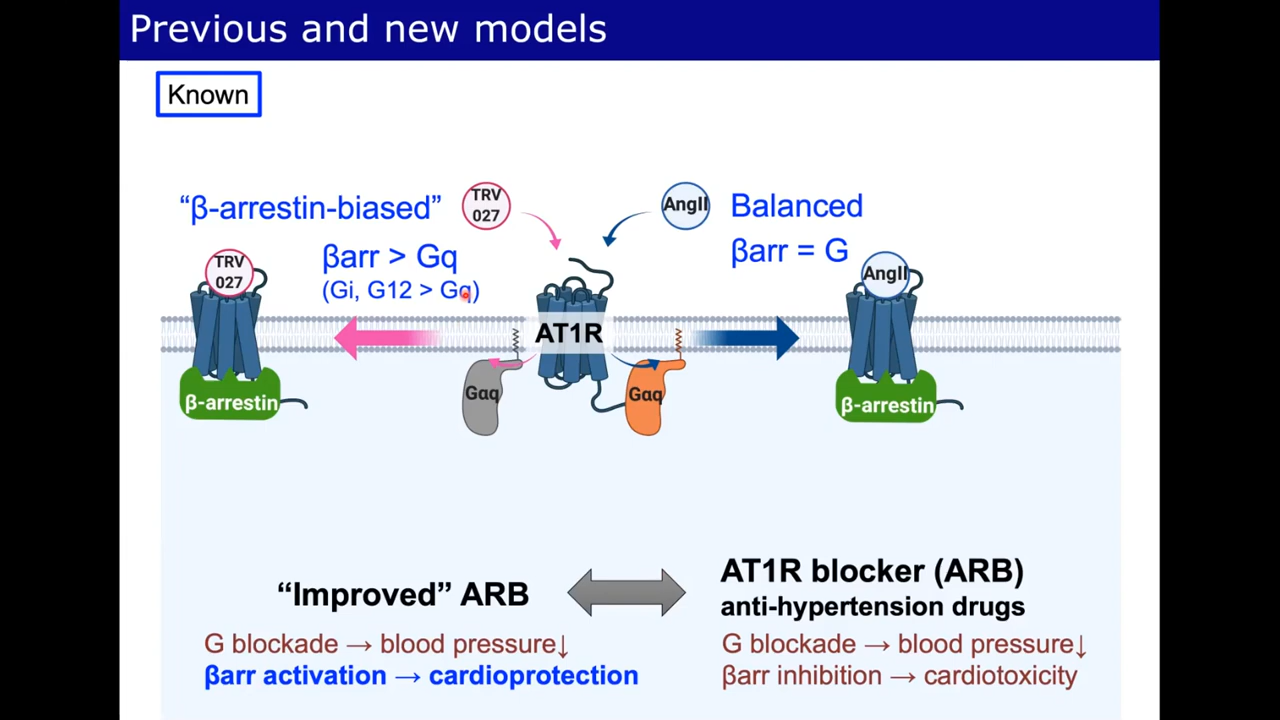 Previous and new models
Known
“β-arrestin-biased”
TRV
027
AngII
Balanced
βarr > Gq
(Gi, G12 > Gq)
βarr = G
TRV
027
AngII
AT1R
Gαq
Gαq
β-arrestin
β-arrestin
“Improved” ARB
G blockade → blood pressure↓
βarr activation → cardioprotection
AT1R blocker (ARB)
anti-hypertension drugs
G blockade → blood pressure↓
βarr inhibition → cardiotoxicity